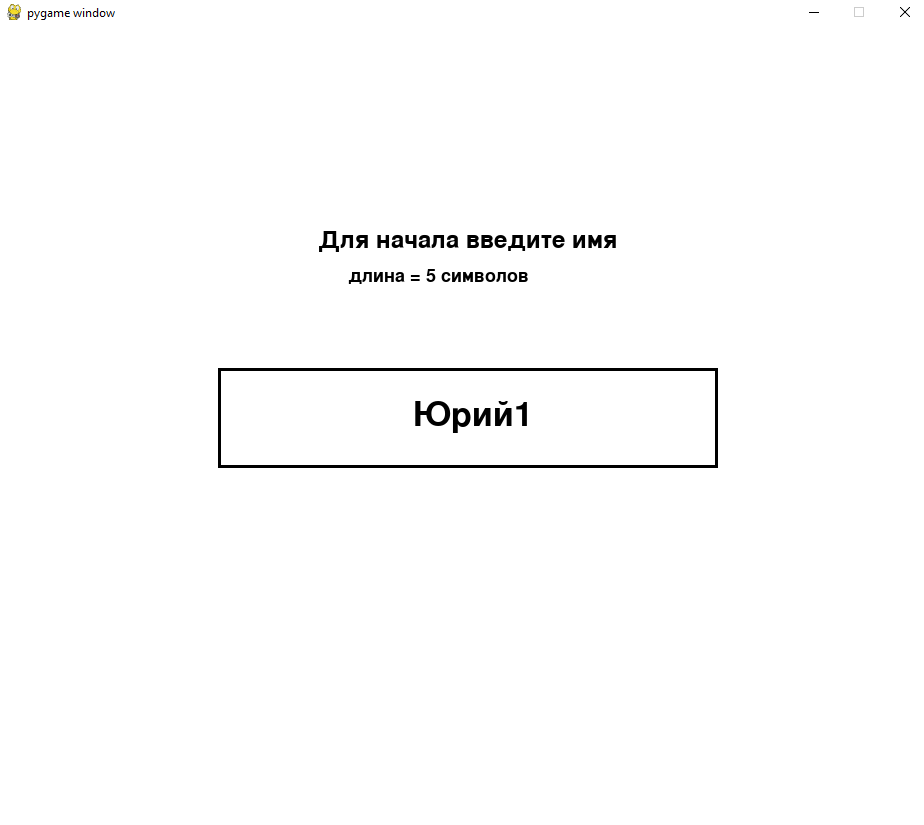 pygame window
Для начала введите имя
длина = 5 символов
Юрий1